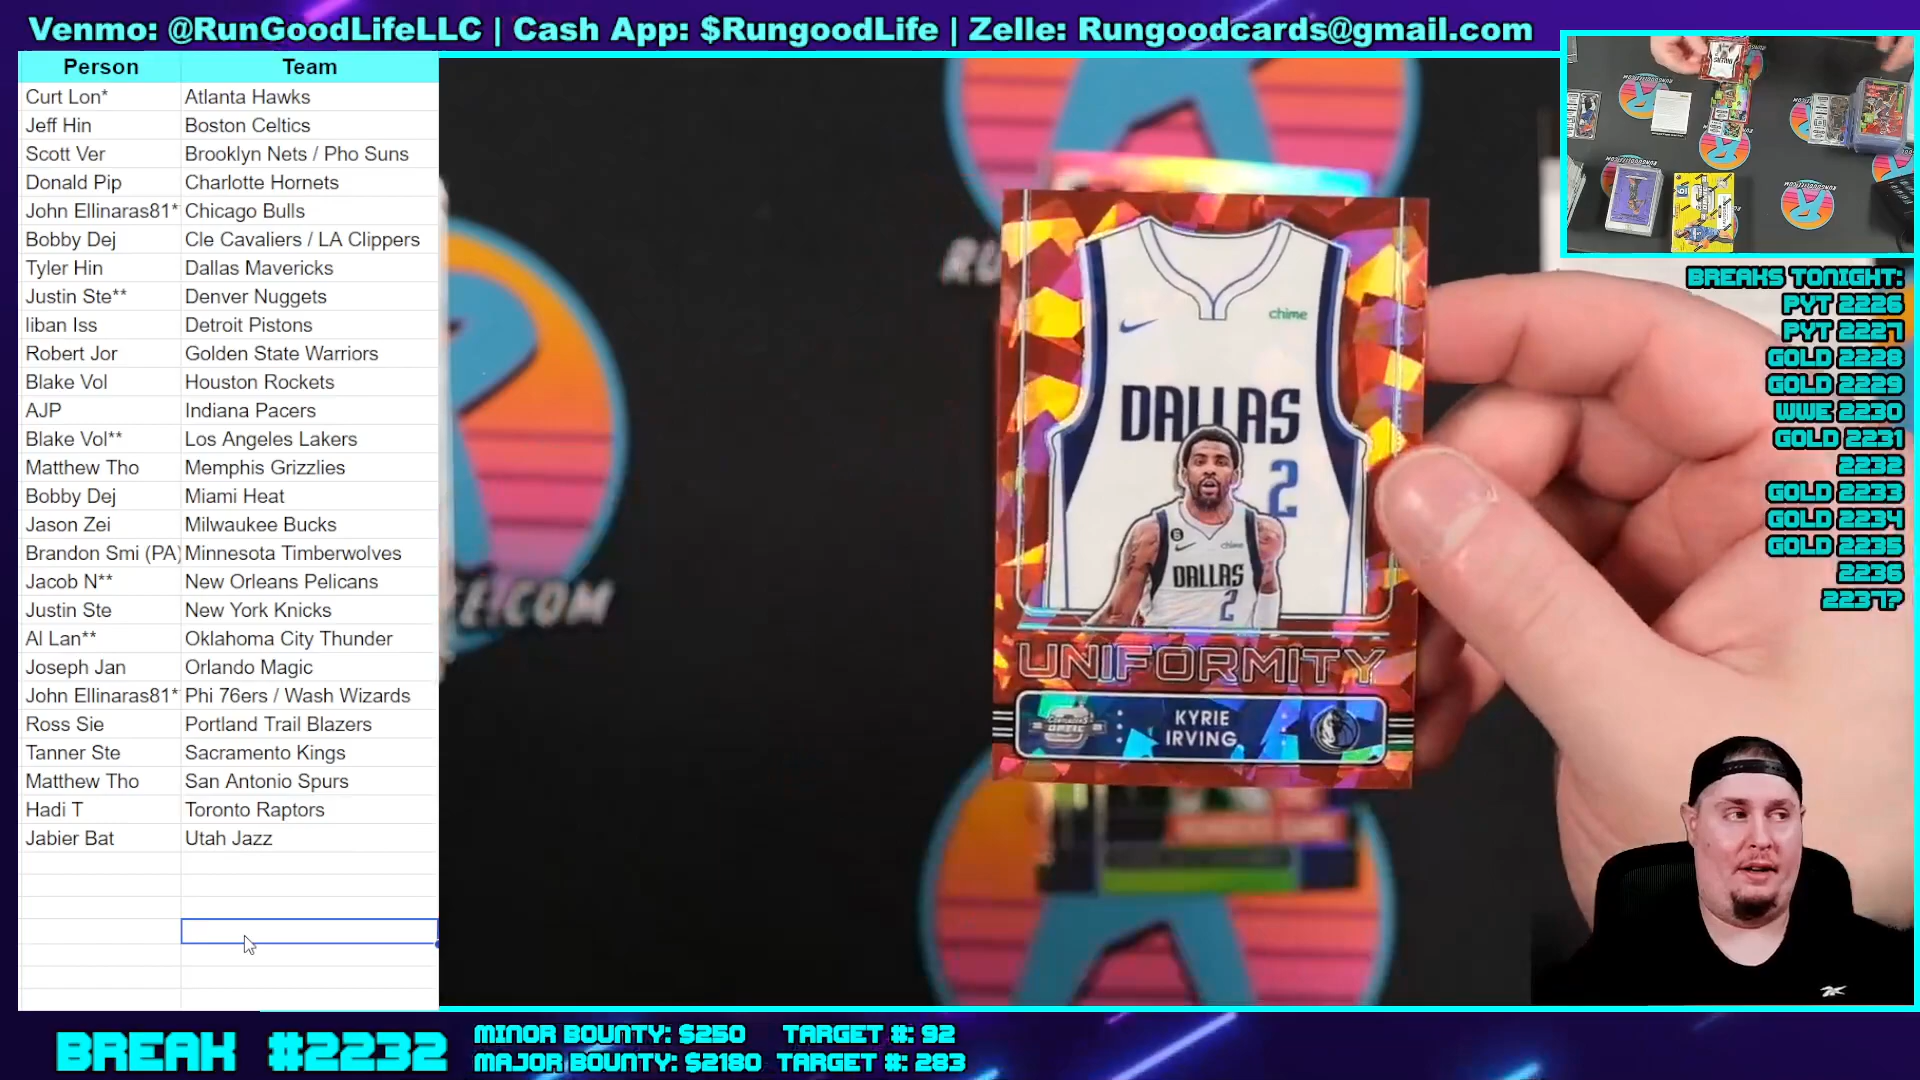 Venmo: @RunGoodLifeLLC | Cash App: $RungoodLife | Zelle: Rungoodcards@gmail.com
Person Team
Curt Lon* Atlanta Hawks
Jeff Hin Boston Celtics
Scott Ver Brooklyn Nets / Pho Suns
Donald Pip Charlotte Hornets
John Ellinaras81* Chicago Bulls
Bobby Dej Cle Cavaliers / LA Clippers
Tyler Hin Dallas Mavericks
Justin Ste** Denver Nuggets
liban Iss Detroit Pistons
Robert Jor Golden State Warriors
Blake Vol Houston Rockets
AJP Indiana Pacers
Blake Vol** Los Angeles Lakers
Matthew Tho Memphis Grizzlies
Bobby Dej Miami Heat
Jason Zei Milwaukee Bucks
Brandon Smi (PA) Minnesota Timberwolves
Jacob N** New Orleans Pelicans
Justin Ste New York Knicks
Al Lan** Oklahoma City Thunder
Joseph Jan Orlando Magic
John Ellinaras81* Phi 76ers / Wash Wizards
Ross Sie Portland Trail Blazers
Tanner Ste Sacramento Kings
Matthew Tho San Antonio Spurs
Hadi T Toronto Raptors
Jabier Bat Utah Jazz
chime
DALLAS
2
6
chime
DALLAS
2
UNIFORMITY
CONTENDERS
OPTIC
KYRIE
IRVING
RU
FE.COM
BREAKS TONIGHT:
PYT 2226
PYT 2227
GOLD 2228
GOLD 2229
WWE 2230
GOLD 2231
2232
GOLD 2233
GOLD 2234
GOLD 2235
2236
2237?
BREAK #2232
MINOR BOUNTY: $250 TARGET #: 92
MAJOR BOUNTY: $2180 TARGET #: 283